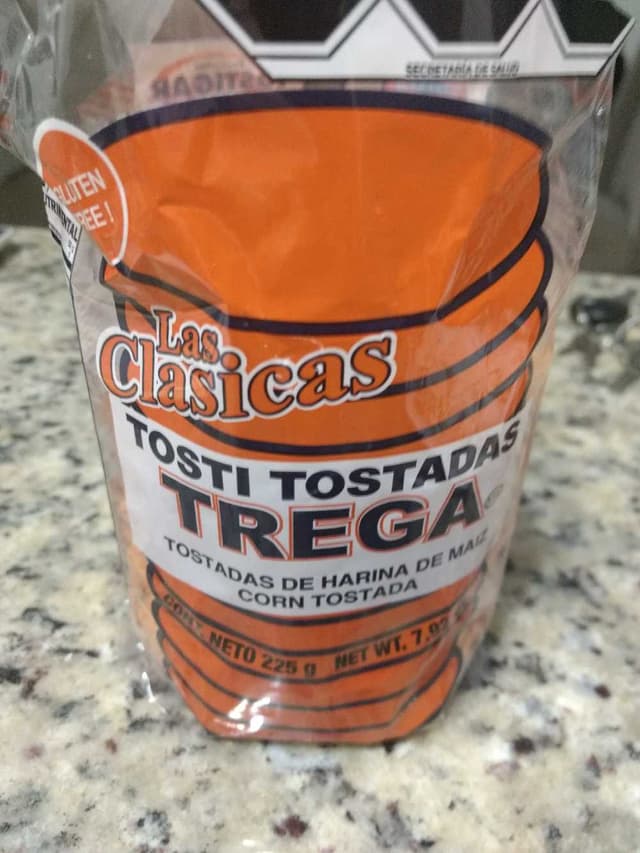 SECRETARÍA DE SALUD
GLUTEN
FREE!
Las
Clasicas
TOSTI TOSTADAS
TREGA
TOSTADAS DE HARINA DE MAIZ
CORN TOSTADA
CONT. NETO 225 g NET WT.